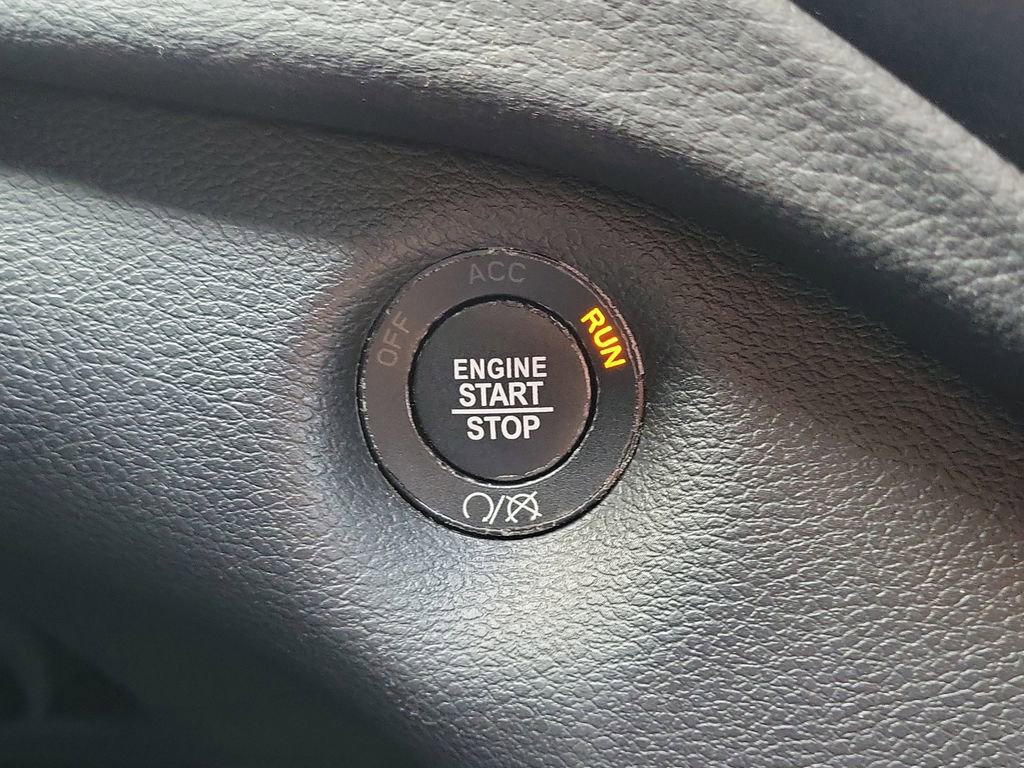 ACC
OFF
RUN
ENGINE
START
STOP